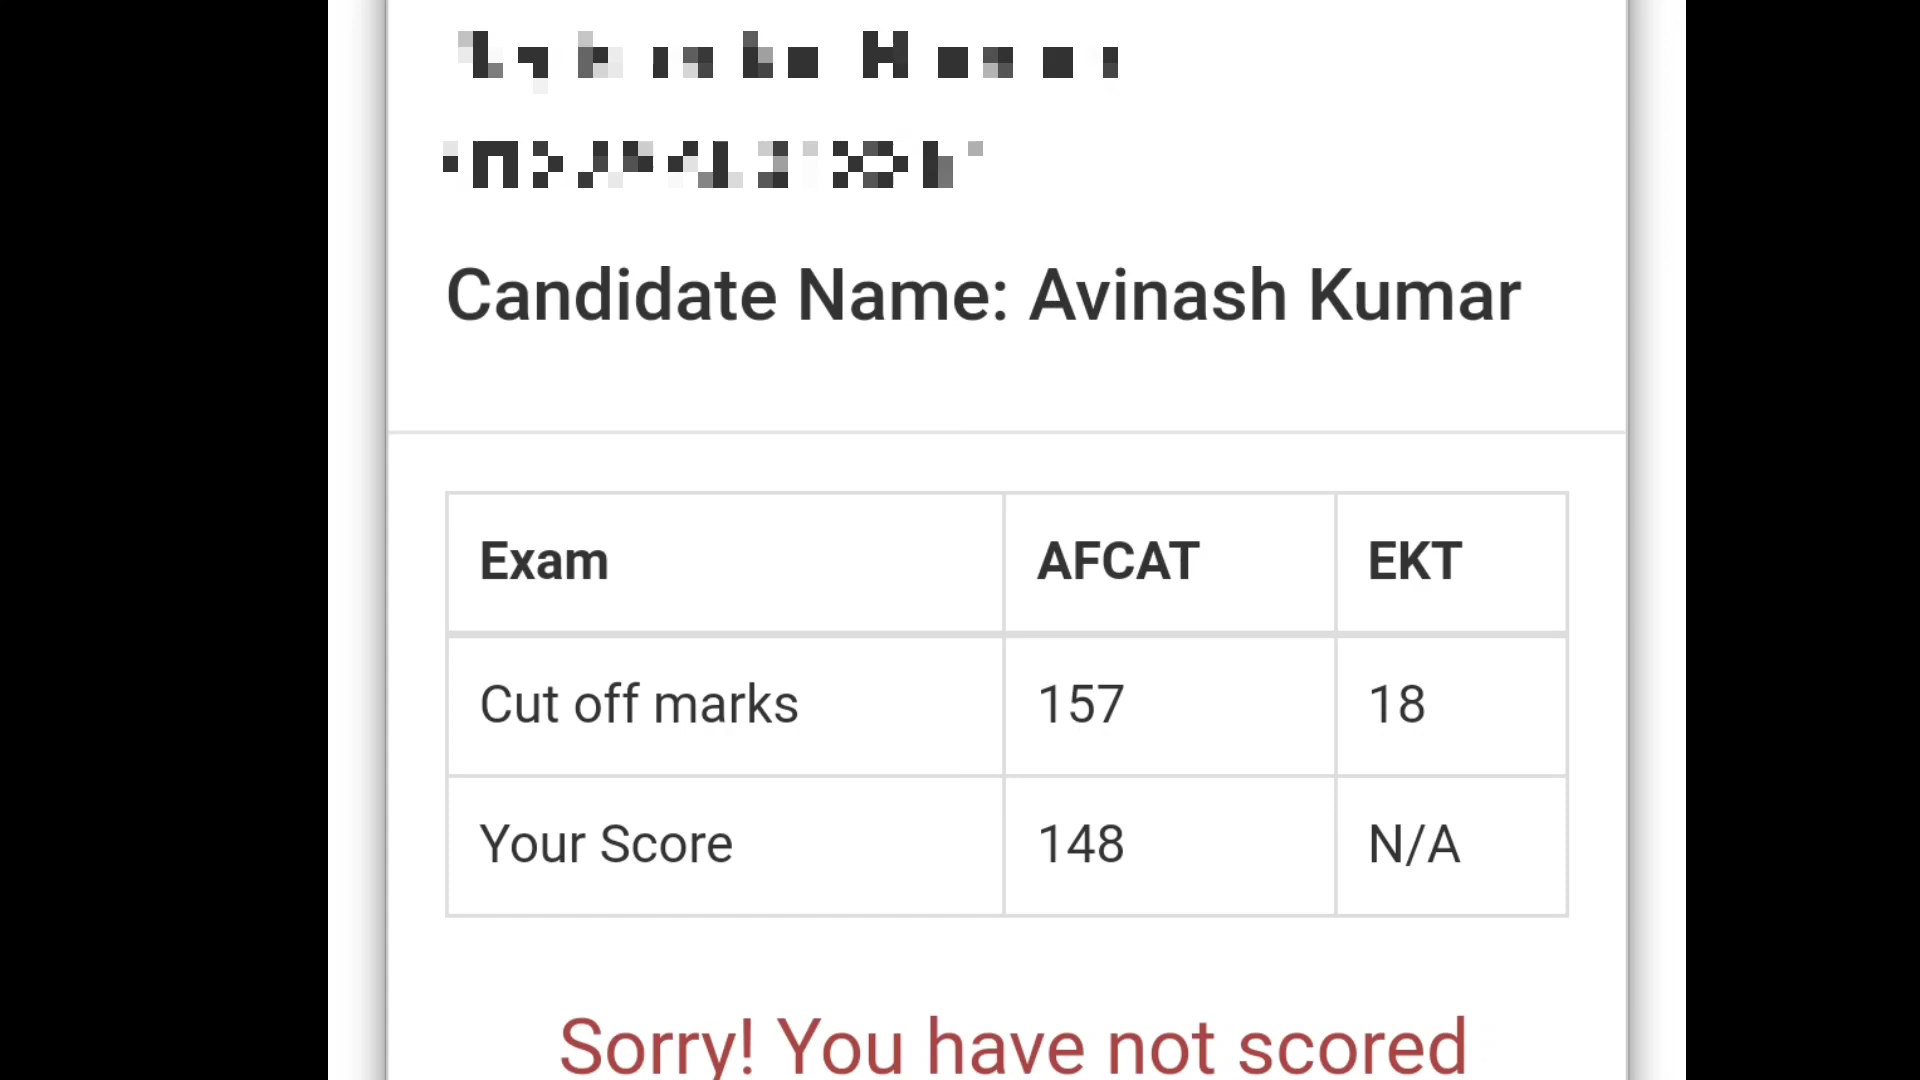 Candidate Name: Avinash Kumar
Exam AFCAT EKT
Cut off marks 157 18
Your Score 148 N/A
Sorry! You have not scored